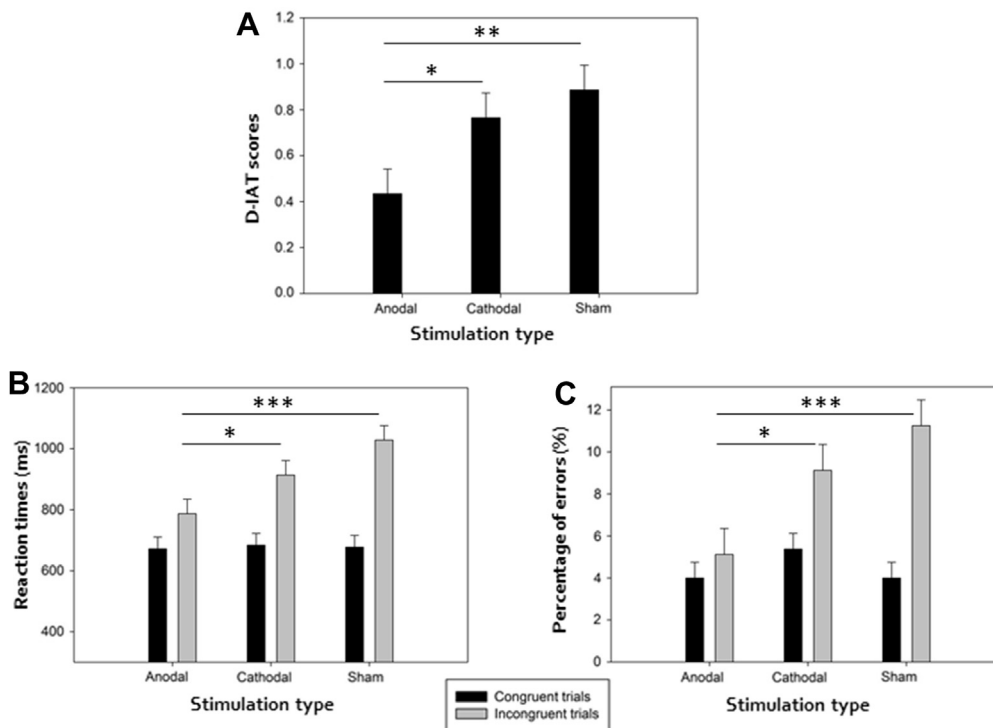 A
1.2
**
1.0
*
0.8
D-IAT scores
0.6
0.4
0.2
0.0
Anodal Cathodal Sham
Stimulation type
B
1200
***
*
1000
Reaction times (ms)
800
600
400
Anodal Cathodal Sham
Stimulation type
C
12
***
*
10
Percentage of errors (%)
8
6
4
2
0
Anodal Cathodal Sham
Stimulation type
Congruent trials
Incongruent trials